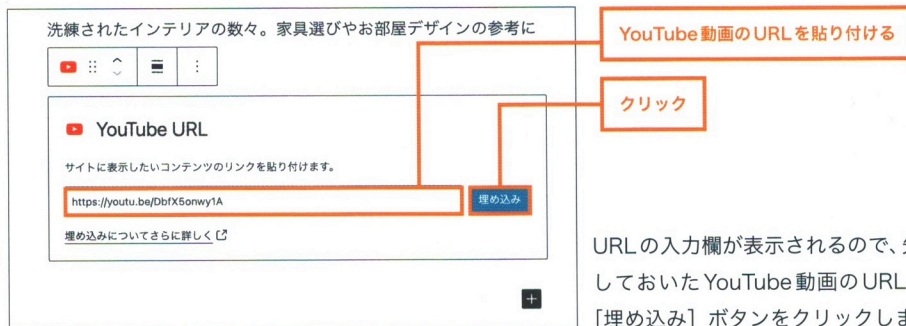 洗練されたインテリアの数々。家具選びやお部屋デザインの参考に
YouTube動画のURLを貼り付ける
クリック
YouTube URL
サイトに表示したいコンテンツのリンクを貼り付けます。
https://youtu.be/DbfX5onwy1A
埋め込み
埋め込みについてさらに詳しく
URLの入力欄が表示されるので、
しておいたYouTube動画のURL
［埋め込み］ボタンをクリックしま